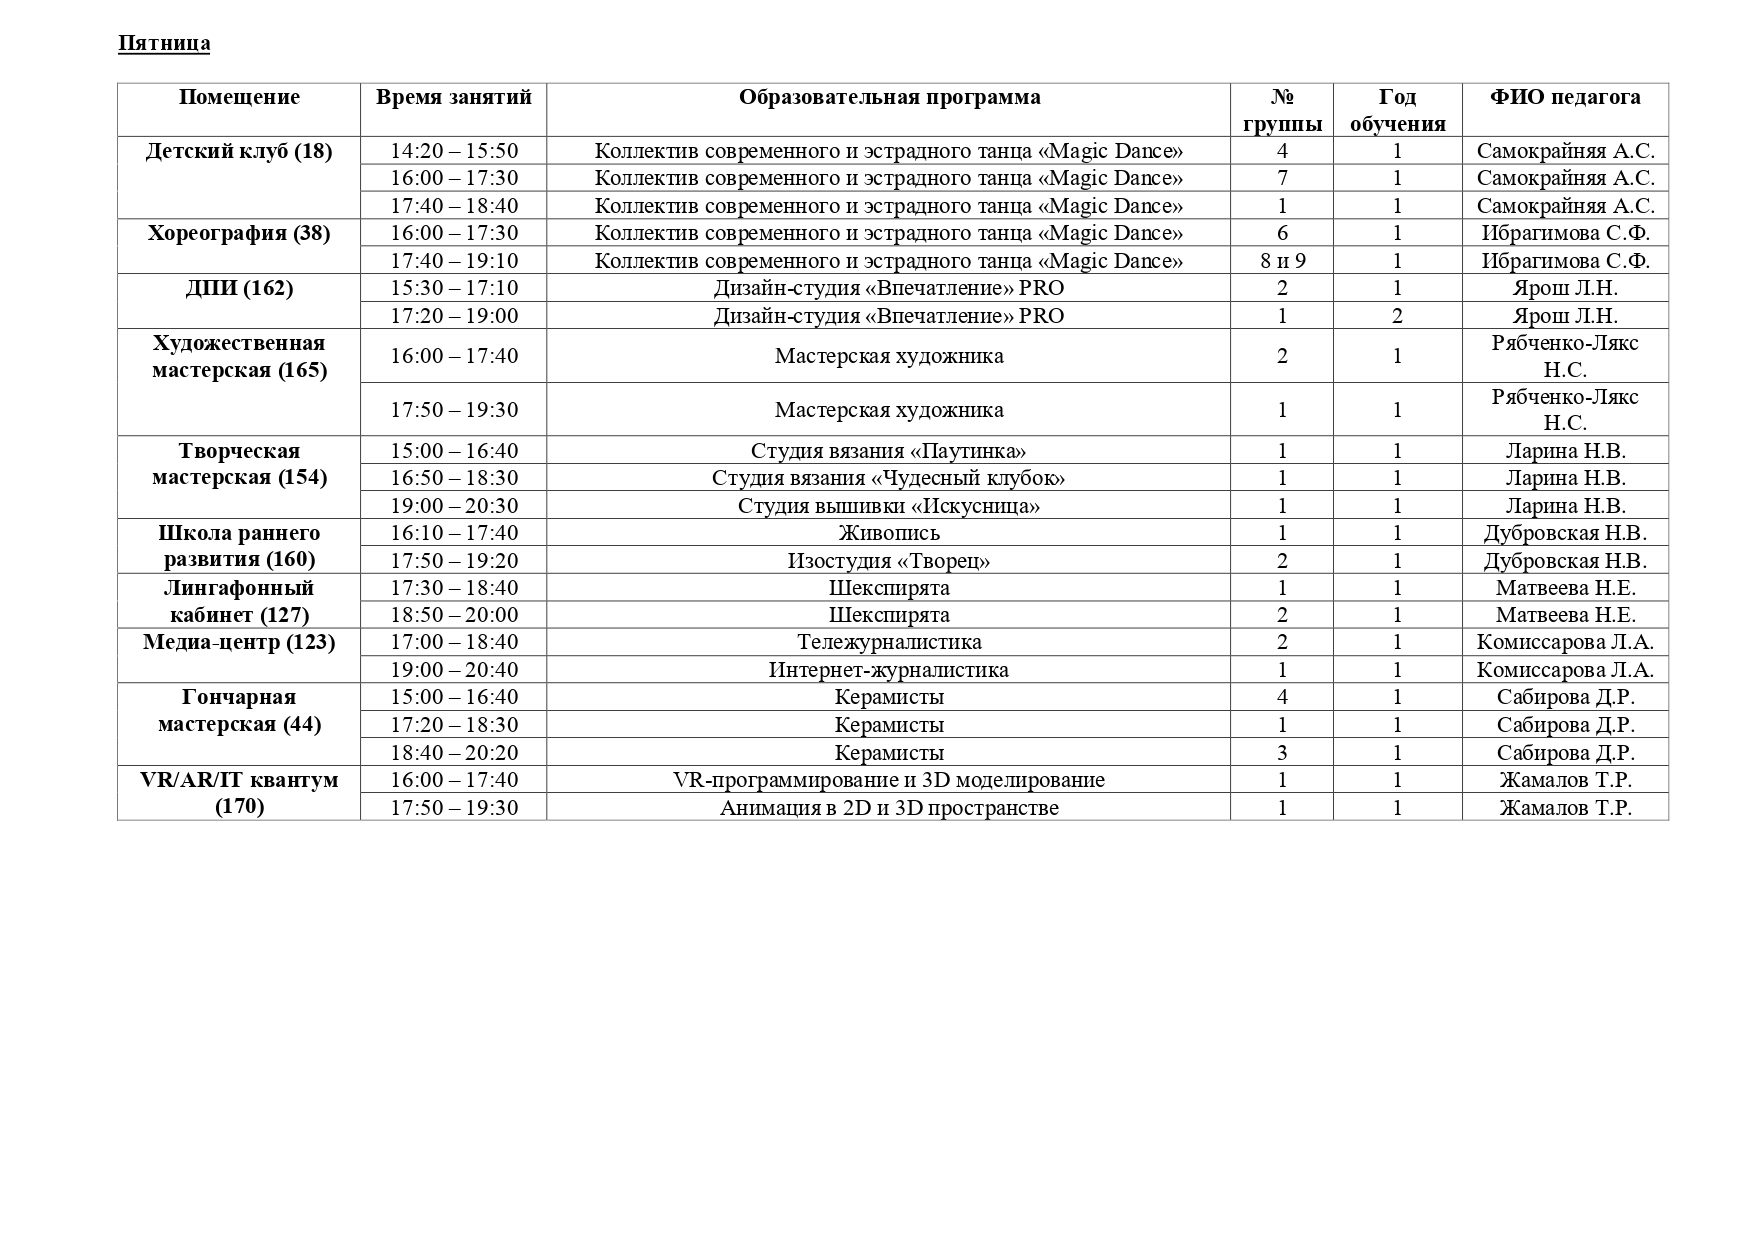 Пятница
Помещение Время занятий Образовательная программа № группы Год обучения ФИО педагога
Детский клуб (18) 14:20 – 15:50 Коллектив современного и эстрадного танца «Magic Dance» 4 1 Самокрайняя А.С.
16:00 – 17:30 Коллектив современного и эстрадного танца «Magic Dance» 7 1 Самокрайняя А.С.
17:40 – 18:40 Коллектив современного и эстрадного танца «Magic Dance» 1 1 Самокрайняя А.С.
Хореография (38) 16:00 – 17:30 Коллектив современного и эстрадного танца «Magic Dance» 6 1 Ибрагимова С.Ф.
17:40 – 19:10 Коллектив современного и эстрадного танца «Magic Dance» 8 и 9 1 Ибрагимова С.Ф.
ДПИ (162) 15:30 – 17:10 Дизайн-студия «Впечатление» PRO 2 1 Ярош Л.Н.
17:20 – 19:00 Дизайн-студия «Впечатление» PRO 1 2 Ярош Л.Н.
Художественная мастерская (165) 16:00 – 17:40 Мастерская художника 2 1 Рябченко-Лякс Н.С.
17:50 – 19:30 Мастерская художника 1 1 Рябченко-Лякс Н.С.
Творческая мастерская (154) 15:00 – 16:40 Студия вязания «Паутинка» 1 1 Ларина Н.В.
16:50 – 18:30 Студия вязания «Чудесный клубок» 1 1 Ларина Н.В.
19:00 – 20:30 Студия вышивки «Искусница» 1 1 Ларина Н.В.
Школа раннего развития (160) 16:10 – 17:40 Живопись 1 1 Дубровская Н.В.
17:50 – 19:20 Изостудия «Творец» 2 1 Дубровская Н.В.
Лингафонный кабинет (127) 17:30 – 18:40 Шекспирята 1 1 Матвеева Н.Е.
18:50 – 20:00 Шекспирята 2 1 Матвеева Н.Е.
Медиа-центр (123) 17:00 – 18:40 Тележурналистика 2 1 Комиссарова Л.А.
19:00 – 20:40 Интернет-журналистика 1 1 Комиссарова Л.А.
Гончарная мастерская (44) 15:00 – 16:40 Керамисты 4 1 Сабирова Д.Р.
17:20 – 18:30 Керамисты 1 1 Сабирова Д.Р.
18:40 – 20:20 Керамисты 3 1 Сабирова Д.Р.
VR/AR/IT квантум (170) 16:00 – 17:40 VR-программирование и 3D моделирование 1 1 Жамалов Т.Р.
17:50 – 19:30 Анимация в 2D и 3D пространстве 1 1 Жамалов Т.Р.